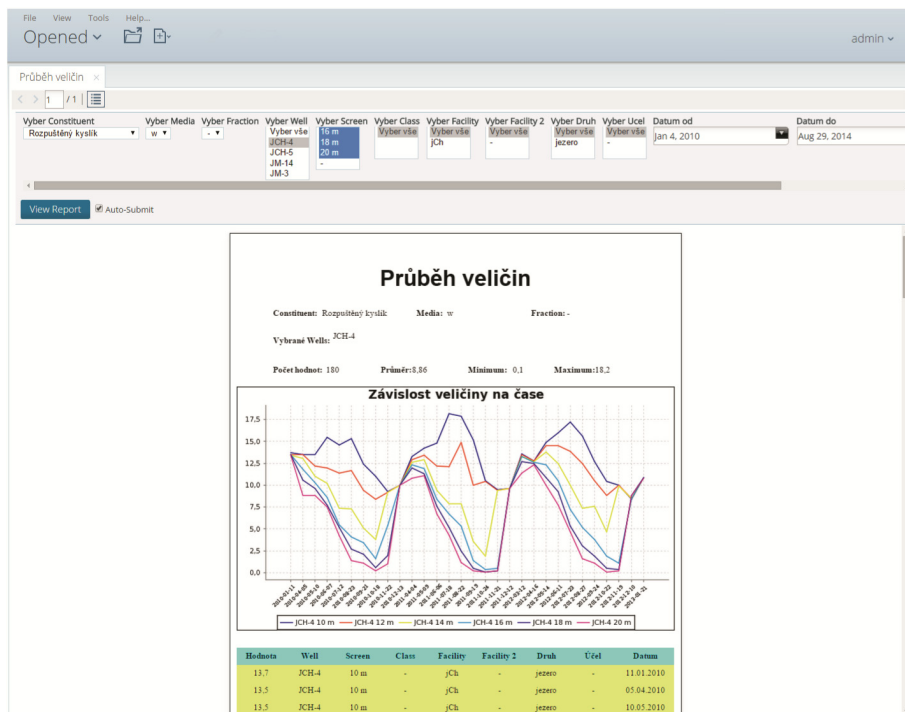 File View Tools Help...
Opened
admin
Průběh veličin ×
1 / 1
Vyber Constituent Vyber Media Vyber Fraction Vyber Well Vyber Screen Vyber Class Vyber Facility Vyber Facility 2 Vyber Druh Vyber Ucel Datum od Datum do
Rozpuštěný kyslík w - Vyber vše 16 m Vyber vše Vyber vše Vyber vše Vyber vše Vyber vše Jan 4, 2010 Aug 29, 2014
JCH-4 18 m jCh - jezero -
JCH-5 20 m
JM-14 -
JM-3
View Report Auto-Submit
Průběh veličin
Constituent: Rozpuštěný kyslík Media: w Fraction: -
Vybrané Wells: JCH-4
Počet hodnot: 180 Průměr:8,86 Minimum: 0,1 Maximum:18,2
Závislost veličiny na čase
17,5
15,0
12,5
10,0
7,5
5,0
2,5
0,0
JCH-4 10 m JCH-4 12 m JCH-4 14 m JCH-4 16 m JCH-4 18 m JCH-4 20 m
Hodnota Well Screen Class Facility Facility 2 Druh Účel Datum
13,7 JCH-4 10 m - jCh - jezero - 11.01.2010
13,5 JCH-4 10 m - jCh - jezero - 05.04.2010
13,5 JCH-4 10 m - jCh - jezero - 10.05.2010